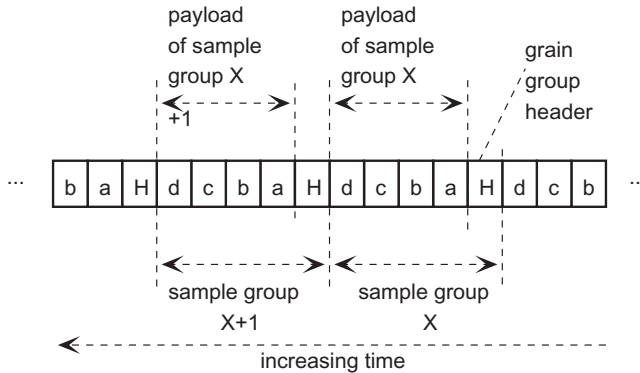 payload
of sample
group X
+1
payload
of sample
group X
grain
group
header
... b a H d c b a H d c b a H d c b ..
sample group
X+1
sample group
X
increasing time